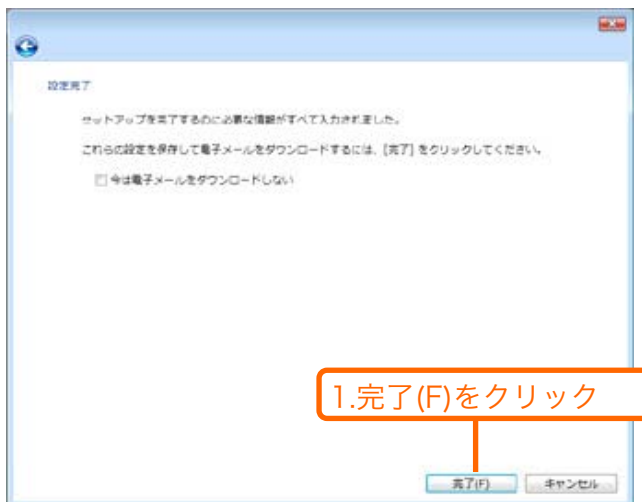 設定完了
セットアップを完了するのに必要な情報がすべて入力されました。
これらの設定を保存して電子メールをダウンロードするには、[完了] をクリックしてください。
今は電子メールをダウンロードしない
1.完了(F)をクリック
完了(F)
キャンセル